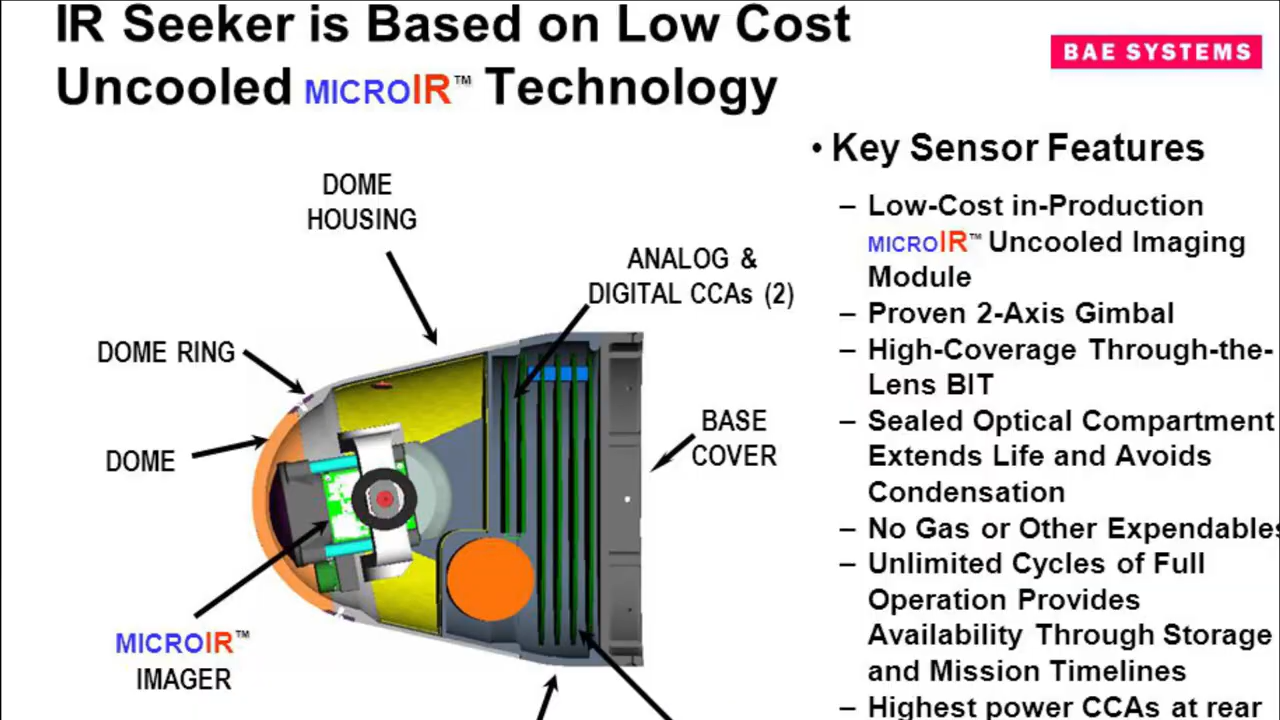 IR Seeker is Based on Low Cost
Uncooled MICROIR™ Technology
BAE SYSTEMS
• Key Sensor Features
– Low-Cost in-Production
MICROIR™ Uncooled Imaging
Module
– Proven 2-Axis Gimbal
– High-Coverage Through-the-
Lens BIT
– Sealed Optical Compartment
Extends Life and Avoids
Condensation
– No Gas or Other Expendables
– Unlimited Cycles of Full
Operation Provides
Availability Through Storage
and Mission Timelines
– Highest power CCAs at rear
DOME
HOUSING
ANALOG &
DIGITAL CCAs (2)
DOME RING
DOME
BASE
COVER
MICROIR™
IMAGER